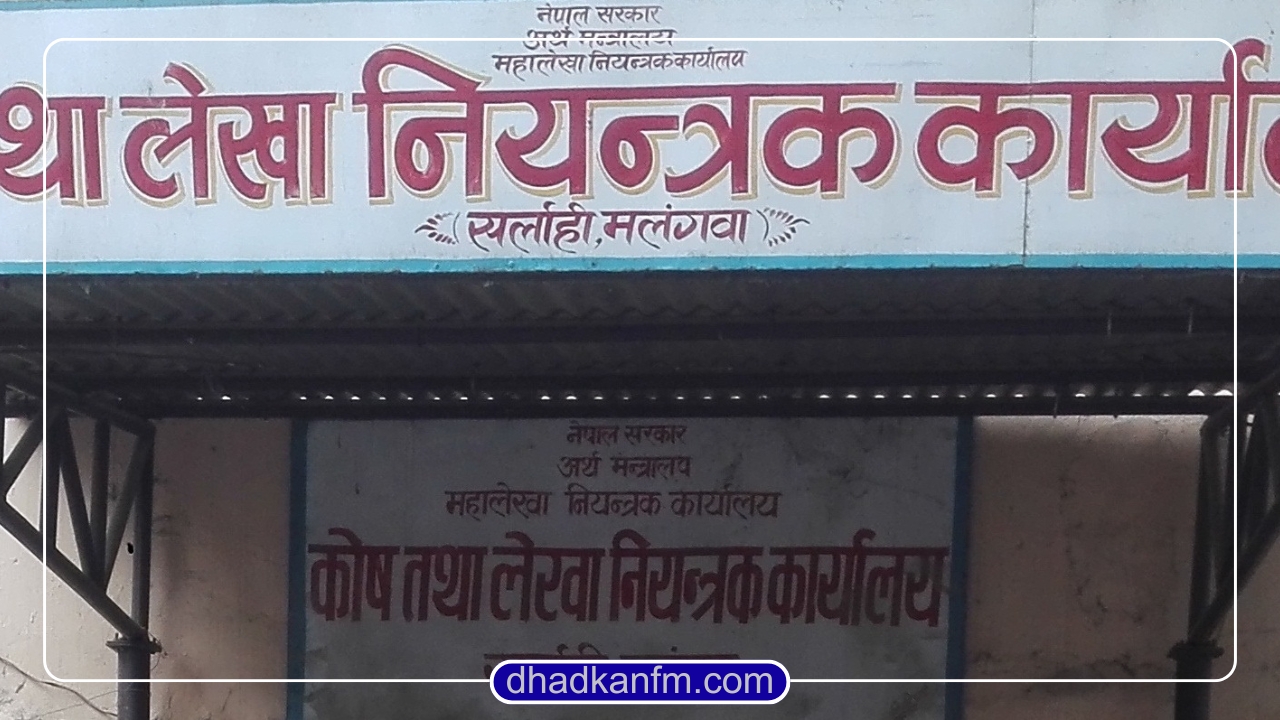 नेपाल सरकार
अर्थ मन्त्रालय
महालेखा नियन्त्रक कार्यालय
था लेखा नियन्त्रक कार्याल
(सर्लाही, मलंगवा)
नेपाल सरकार
अर्थ मन्त्रालय
महालेखा नियन्त्रक कार्यालय
कोष तथा लेखा नियन्त्रक कार्यालय
dhadkanfm.com